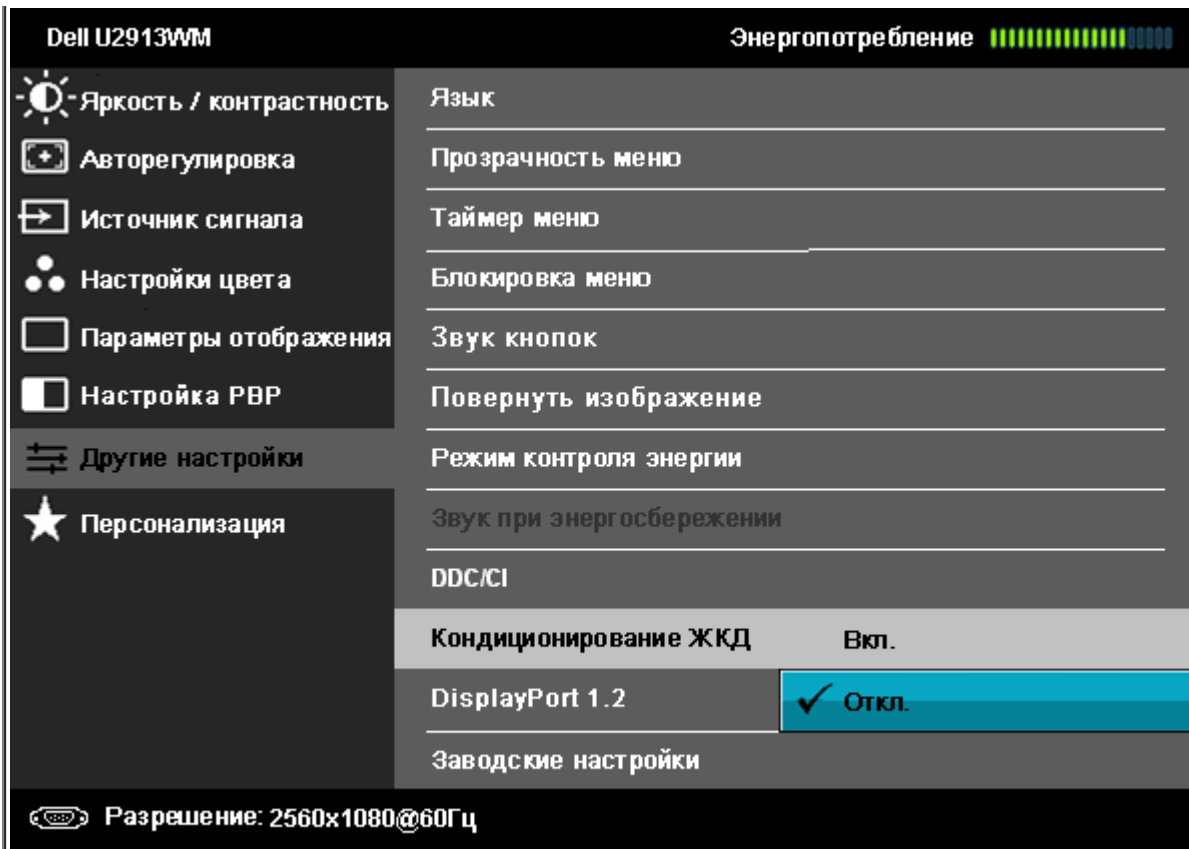 Dell U2913WM
Энергопотребление
Яркость / контрастность
Авторегулировка
Источник сигнала
Настройки цвета
Параметры отображения
Настройка PBP
Другие настройки
Персонализация
Язык
Прозрачность меню
Таймер меню
Блокировка меню
Звук кнопок
Повернуть изображение
Режим контроля энергии
Звук при энергосбережении
DDC/CI
Кондиционирование ЖКД
Вкл.
DisplayPort 1.2
Откл.
Заводские настройки
Разрешение: 2560x1080@60Гц